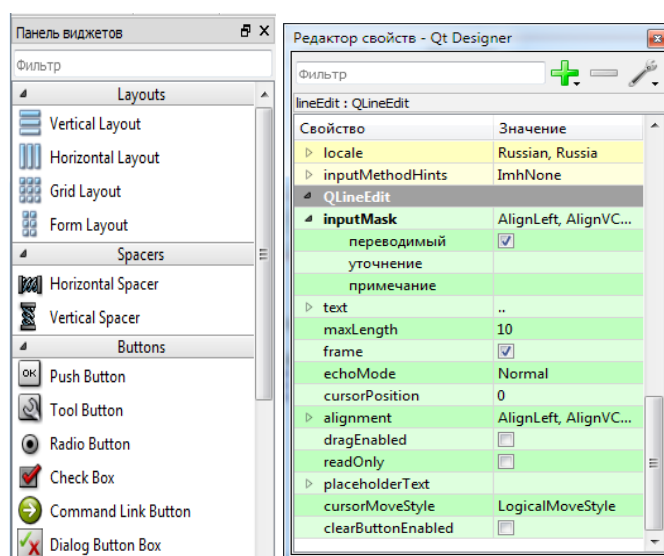 Панель виджетов
Фильтр
Layouts
Vertical Layout
Horizontal Layout
Grid Layout
Form Layout
Spacers
Horizontal Spacer
Vertical Spacer
Buttons
OK Push Button
Tool Button
Radio Button
Check Box
Command Link Button
Dialog Button Box
Редактор свойств - Qt Designer
Фильтр
lineEdit : QLineEdit
Свойство Значение
locale Russian, Russia
inputMethodHints ImhNone
QLineEdit
inputMask AlignLeft, AlignVC...
переводимый
уточнение
примечание
text ..
maxLength 10
frame
echoMode Normal
cursorPosition 0
alignment AlignLeft, AlignVC...
dragEnabled
readOnly
placeholderText
cursorMoveStyle LogicalMoveStyle
clearButtonEnabled